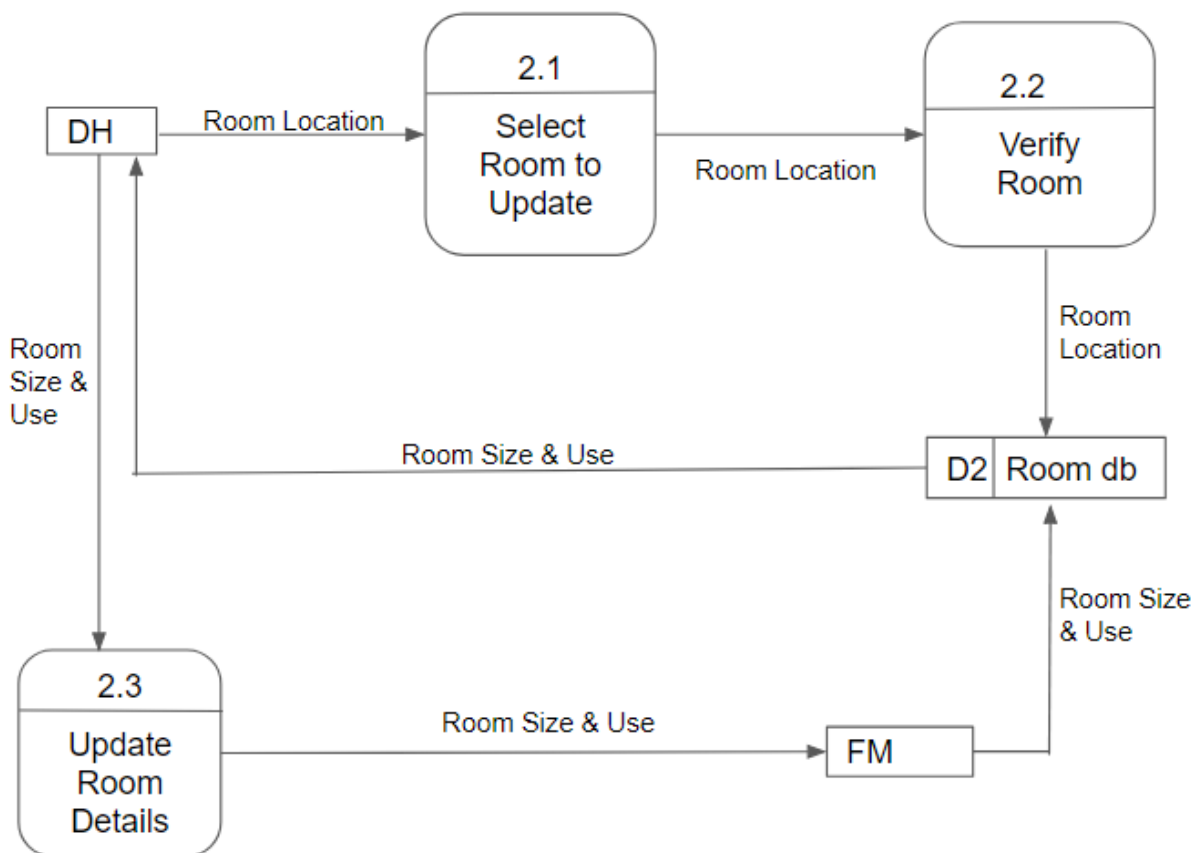 2.1
Select
Room to
Update
2.2
Verify
Room
DH
Room Location
Room Location
Room
Location
Room
Size &
Use
Room Size & Use
D2
Room db
Room Size
& Use
2.3
Update
Room
Details
Room Size & Use
FM